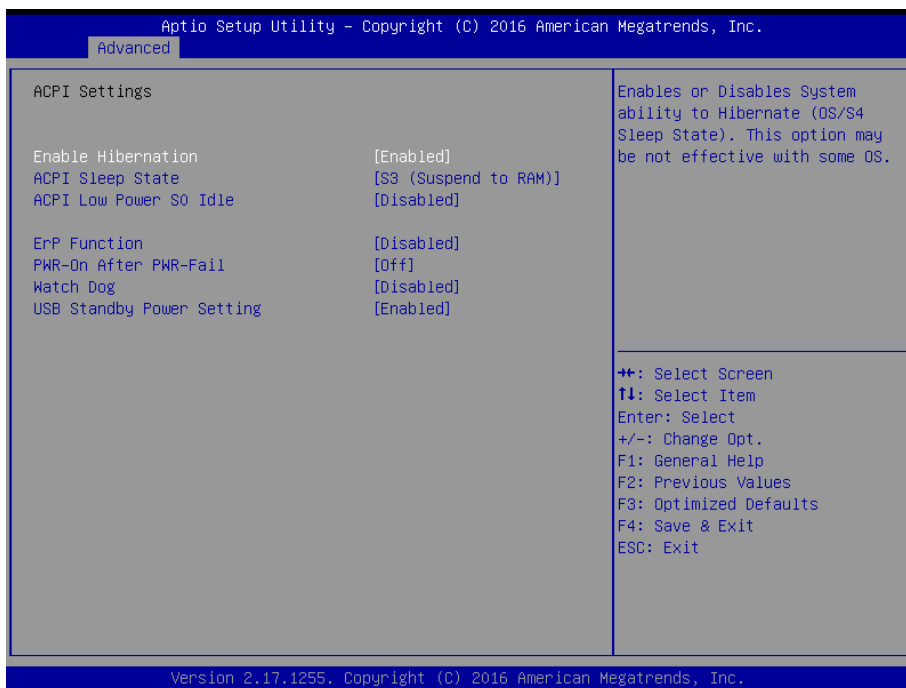 Aptio Setup Utility – Copyright (C) 2016 American Megatrends, Inc.
Advanced
ACPI Settings
Enable Hibernation [Enabled]
ACPI Sleep State [S3 (Suspend to RAM)]
ACPI Low Power S0 Idle [Disabled]
ErP Function [Disabled]
PWR-On After PWR-Fail [Off]
Watch Dog [Disabled]
USB Standby Power Setting [Enabled]
Enables or Disables System
ability to Hibernate (OS/S4
Sleep State). This option may
be not effective with some OS.
→←: Select Screen
↑↓: Select Item
Enter: Select
+/-: Change Opt.
F1: General Help
F2: Previous Values
F3: Optimized Defaults
F4: Save & Exit
ESC: Exit
Version 2.17.1255. Copyright (C) 2016 American Megatrends, Inc.